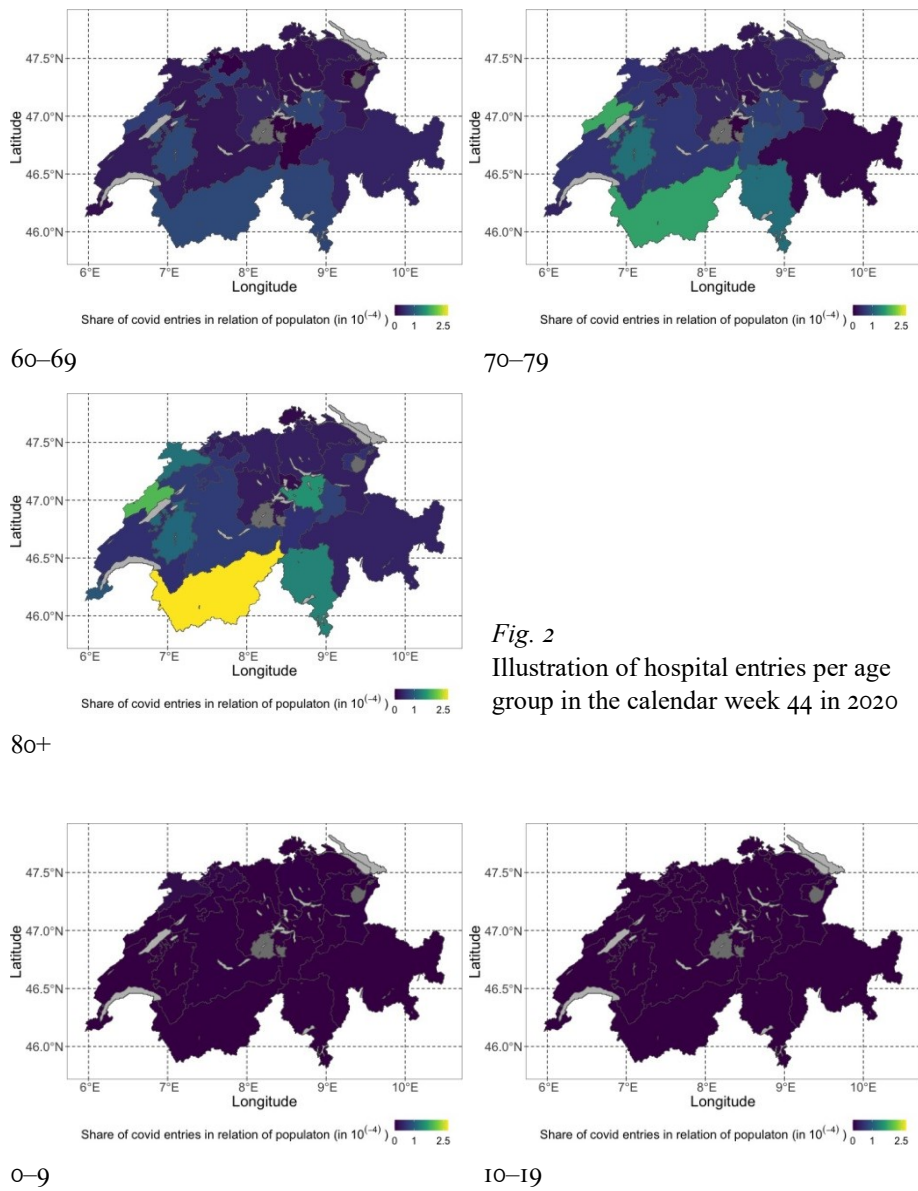 47.5°N
47.0°N
46.5°N
46.0°N
Latitude
6°E 7°E 8°E 9°E 10°E
Longitude
Share of covid entries in relation of populaton (in 10^(-4)) 0 1 2.5
60–69
47.5°N
47.0°N
46.5°N
46.0°N
Latitude
6°E 7°E 8°E 9°E 10°E
Longitude
Share of covid entries in relation of populaton (in 10^(-4)) 0 1 2.5
70–79
47.5°N
47.0°N
46.5°N
46.0°N
Latitude
6°E 7°E 8°E 9°E 10°E
Longitude
Share of covid entries in relation of populaton (in 10^(-4)) 0 1 2.5
80+
Fig. 2
Illustration of hospital entries per age
group in the calendar week 44 in 2020
47.5°N
47.0°N
46.5°N
46.0°N
Latitude
6°E 7°E 8°E 9°E 10°E
Longitude
Share of covid entries in relation of populaton (in 10^(-4)) 0 1 2.5
0–9
47.5°N
47.0°N
46.5°N
46.0°N
Latitude
6°E 7°E 8°E 9°E 10°E
Longitude
Share of covid entries in relation of populaton (in 10^(-4)) 0 1 2.5
10–19